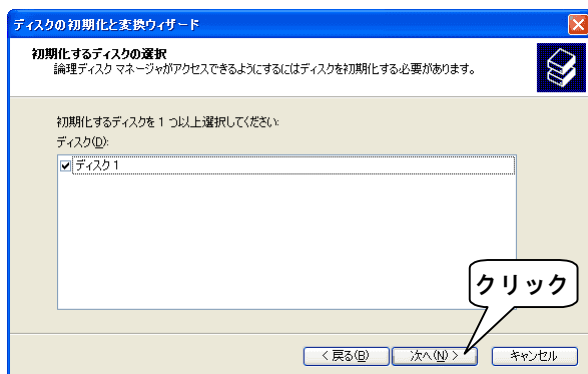 ディスクの初期化と変換ウィザード
初期化するディスクの選択
論理ディスク マネージャがアクセスできるようにするにはディスクを初期化する必要があります。
初期化するディスクを 1 つ以上選択してください:
ディスク(D):
ディスク 1
クリック
< 戻る(B)
次へ(N) >
キャンセル